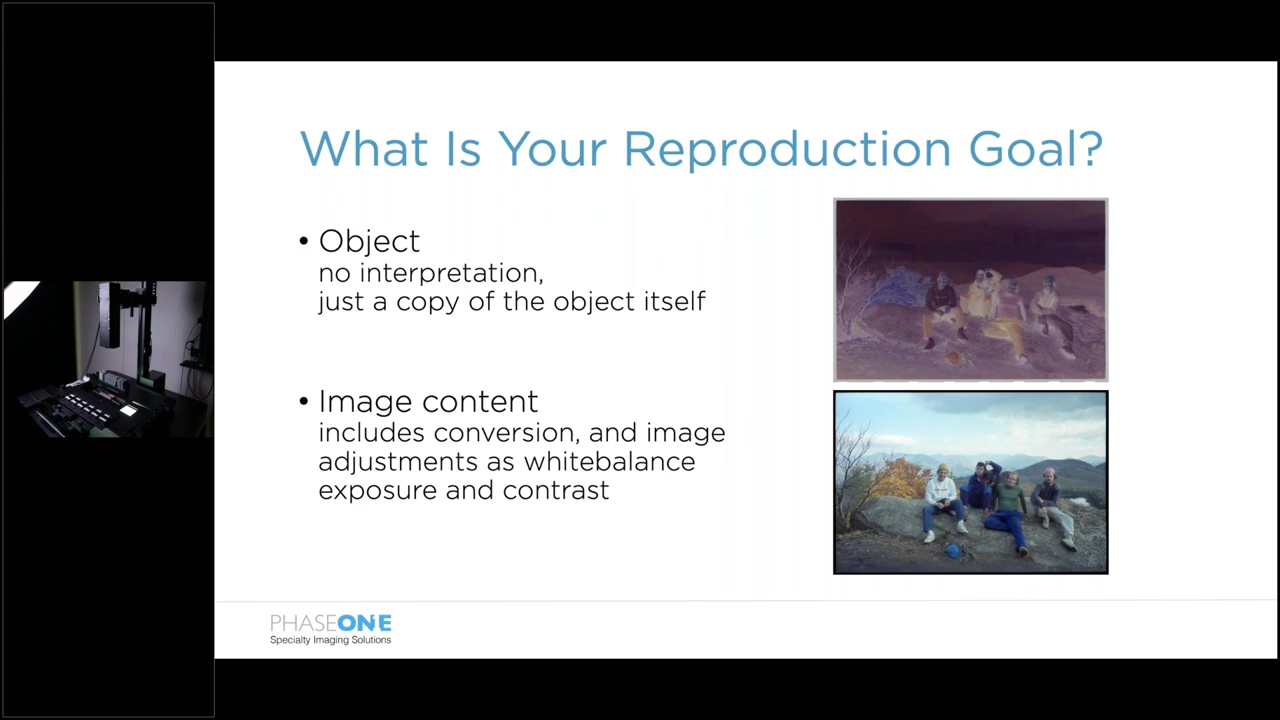 What Is Your Reproduction Goal?
• Object
no interpretation,
just a copy of the object itself
• Image content
includes conversion, and image
adjustments as whitebalance
exposure and contrast
PHASEONE
Specialty Imaging Solutions